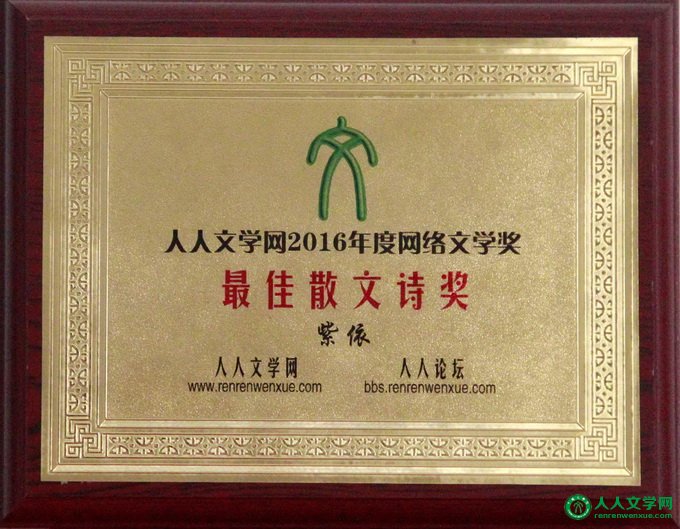 人人文学网2016年度网络文学奖
最佳散文诗奖
紫依
人人文学网 人人论坛
www.renrenwenxue.com bbs.renrenwenxue.com
人人文学网
renrenwenxue.com